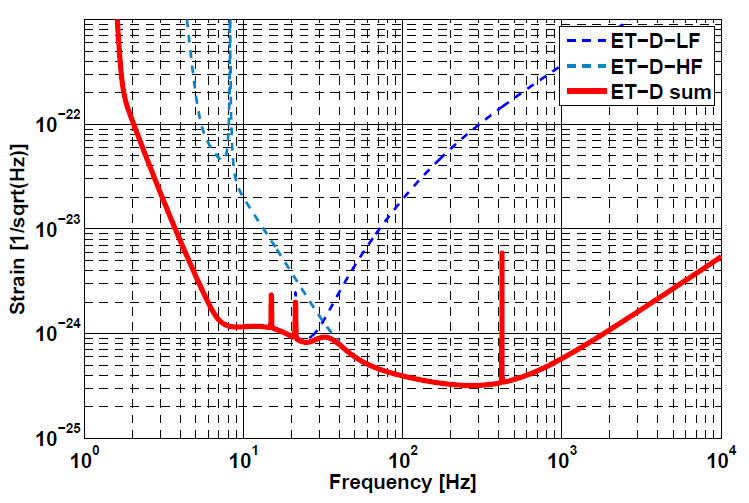 ET−D−LF
ET−D−HF
ET−D sum
10^-22
10^-23
10^-24
10^-25
Strain [1/sqrt(Hz)]
10^0 10^1 10^2 10^3 10^4
Frequency [Hz]